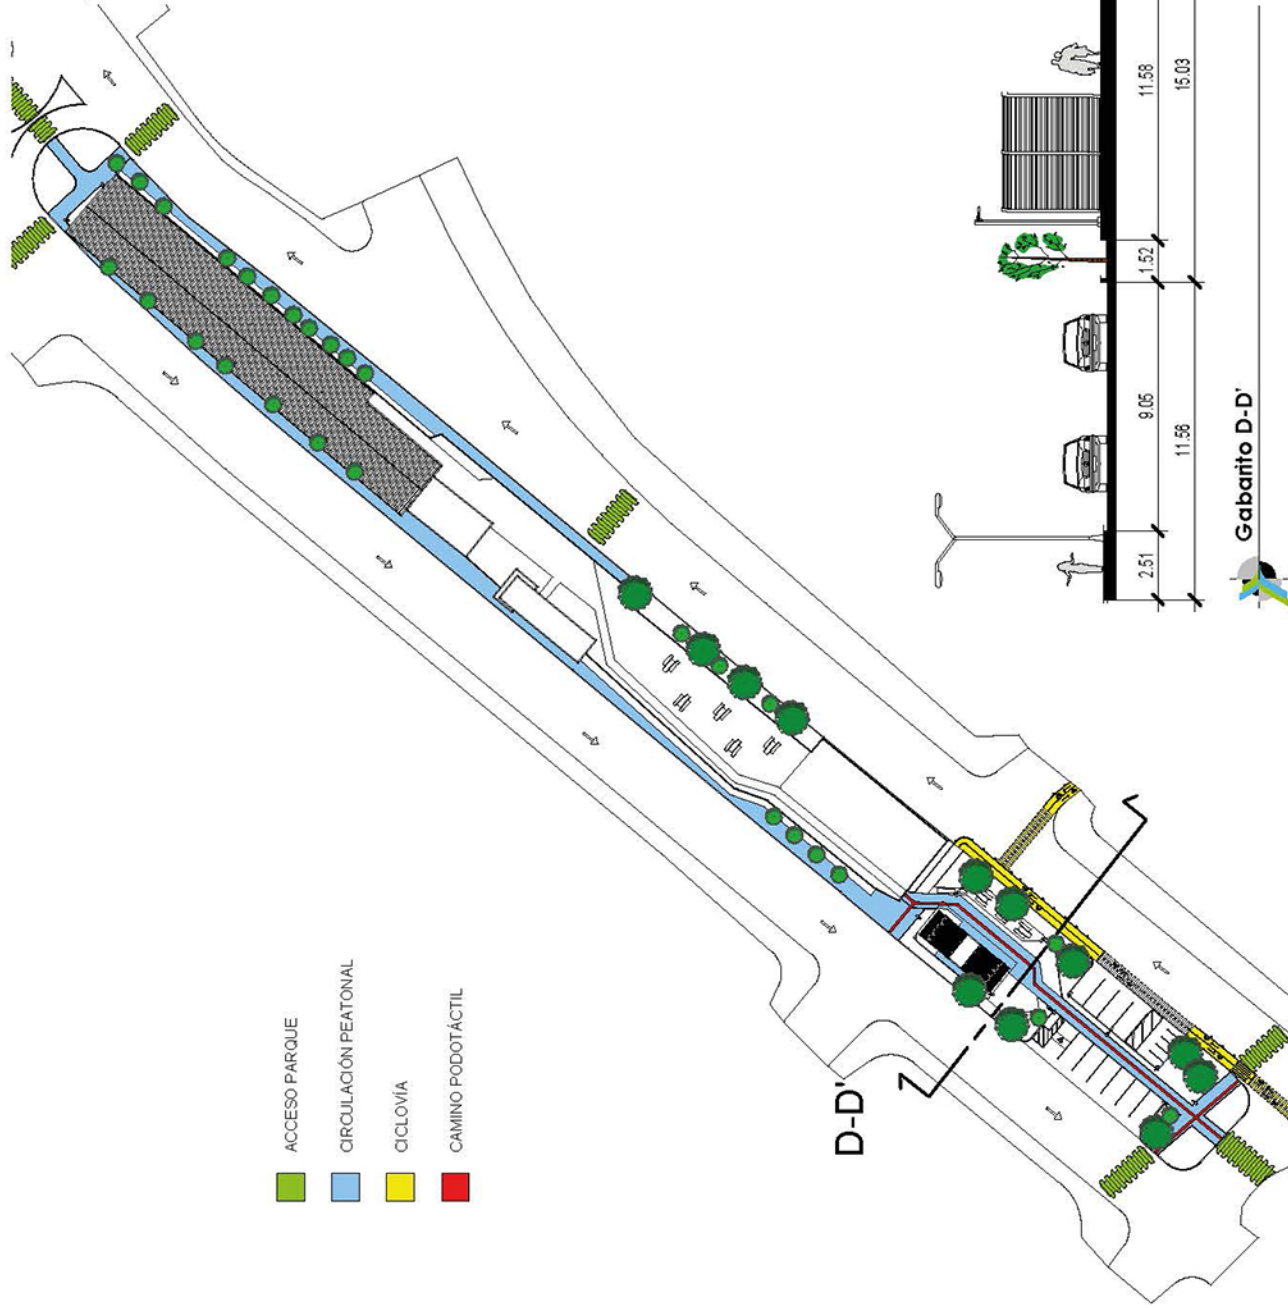 ACCESO PARQUE
CIRCULACIÓN PEATONAL
CICLOVÍA
CAMINO PODOTÁCTIL
D-D'
2.51
9.05
1.52
11.58
11.56
15.03
Gabarito D-D'